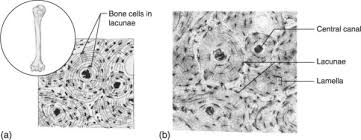 Bone cells in
lacunae
Central canal
Lacunae
Lamella
(a)
(b)